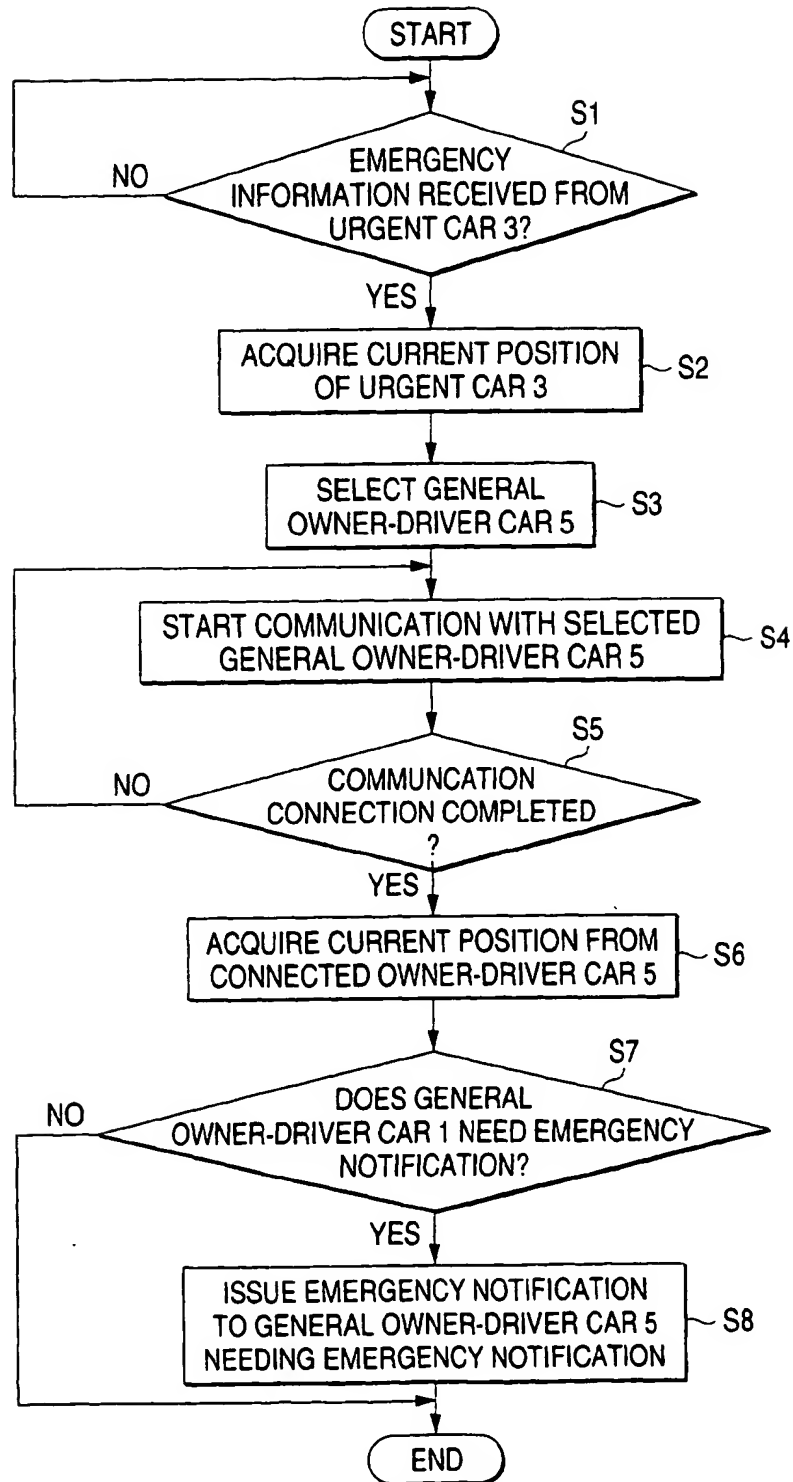 START
S1
EMERGENCY
INFORMATION RECEIVED FROM
URGENT CAR 3?
NO
YES
ACQUIRE CURRENT POSITION
OF URGENT CAR 3
S2
SELECT GENERAL
OWNER-DRIVER CAR 5
S3
START COMMUNICATION WITH SELECTED
GENERAL OWNER-DRIVER CAR 5
S4
S5
COMMUNCATION
CONNECTION COMPLETED
?
NO
YES
ACQUIRE CURRENT POSITION FROM
CONNECTED OWNER-DRIVER CAR 5
S6
S7
DOES GENERAL
OWNER-DRIVER CAR 1 NEED EMERGENCY
NOTIFICATION?
NO
YES
ISSUE EMERGENCY NOTIFICATION
TO GENERAL OWNER-DRIVER CAR 5
NEEDING EMERGENCY NOTIFICATION
S8
END